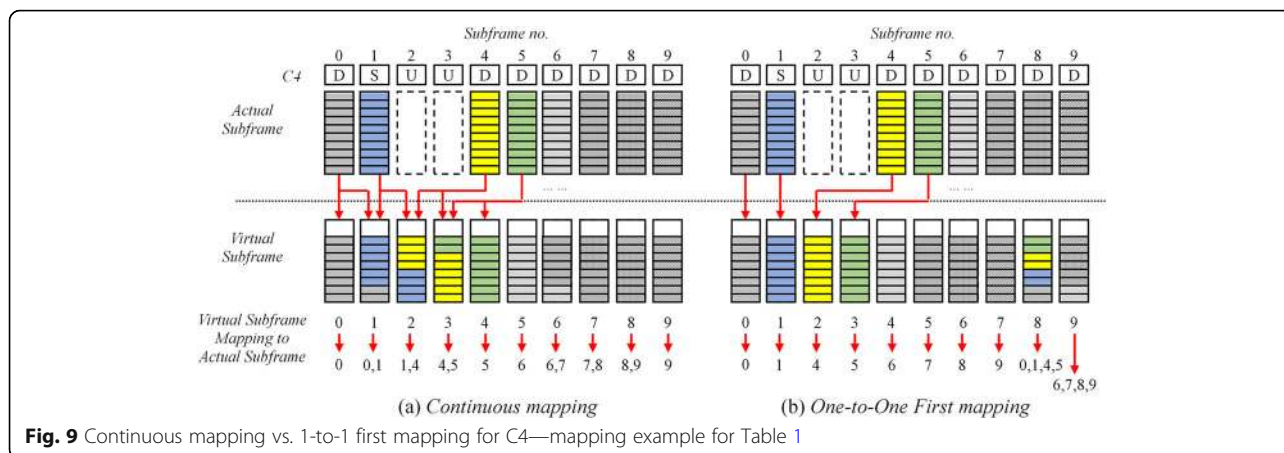 Subframe no.
0 1 2 3 4 5 6 7 8 9
C4 D S U U D D D D D D
Actual
Subframe
... ...
Virtual
Subframe
Virtual Subframe
Mapping to
Actual Subframe
0 1 2 3 4 5 6 7 8 9
0 0,1 1,4 4,5 5 6 6,7 7,8 8,9 9
(a) Continuous mapping
Subframe no.
0 1 2 3 4 5 6 7 8 9
D S U U D D D D D D
... ...
0 1 2 3 4 5 6 7 8 9
0 1 4 5 6 7 8 9 0,1,4,5
6,7,8,9
(b) One-to-One First mapping
Fig. 9 Continuous mapping vs. 1-to-1 first mapping for C4—mapping example for Table 1